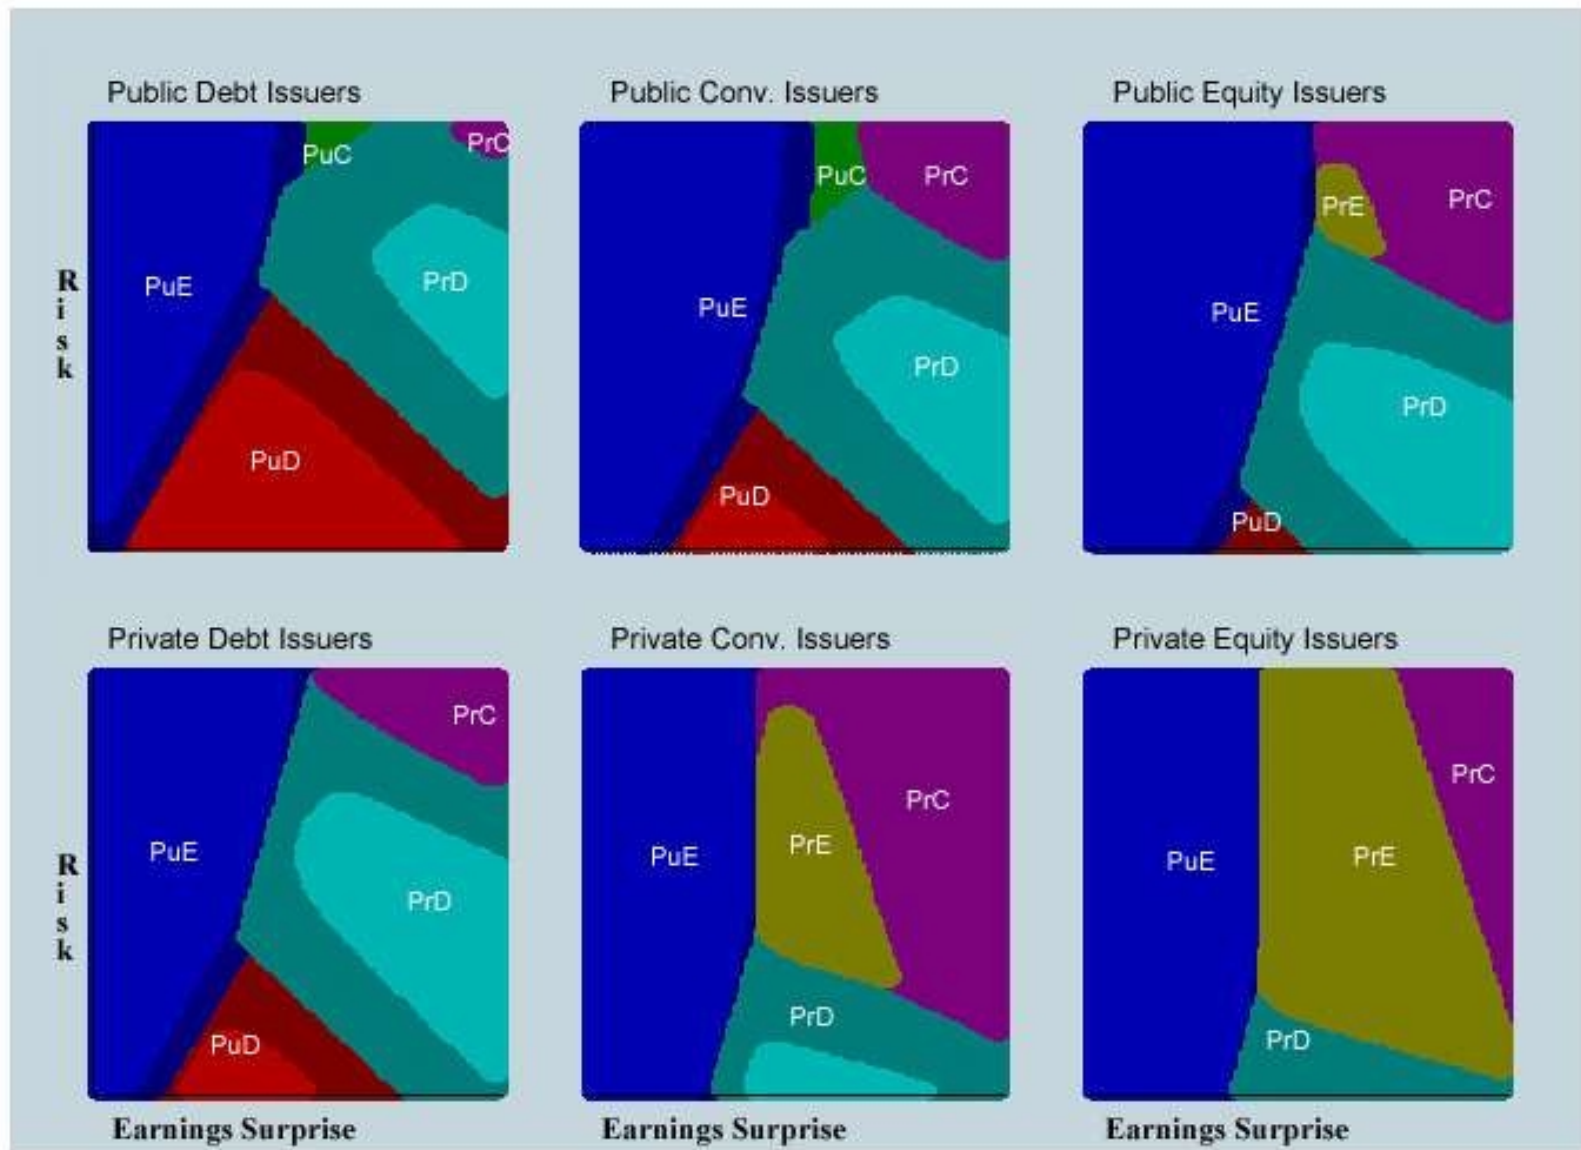 Public Debt Issuers
Public Conv. Issuers
Public Equity Issuers
PuC
PrC
PuE
PrD
PuD
PuC
PrC
PuE
PrD
PuD
PrE
PrC
PuE
PrD
PuD
Risk
Private Debt Issuers
Private Conv. Issuers
Private Equity Issuers
PrC
PuE
PrD
PuD
PrC
PrE
PuE
PrD
PrC
PrE
PuE
PrD
Risk
Earnings Surprise
Earnings Surprise
Earnings Surprise